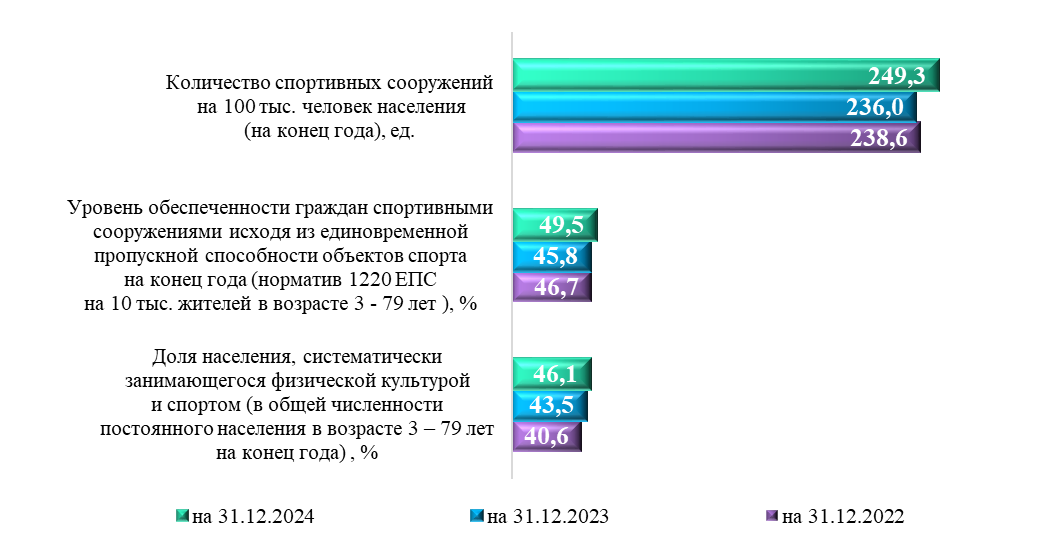 Количество спортивных сооружений
на 100 тыс. человек населения
(на конец года), ед.
249,3
236,0
238,6
Уровень обеспеченности граждан спортивными
сооружениями исходя из единовременной
пропускной способности объектов спорта
на конец года (норматив 1220 ЕПС
на 10 тыс. жителей в возрасте 3 - 79 лет ), %
49,5
45,8
46,7
Доля населения, систематически
занимающегося физической культурой
и спортом (в общей численности
постоянного населения в возрасте 3 – 79 лет
на конец года) , %
46,1
43,5
40,6
на 31.12.2024
на 31.12.2023
на 31.12.2022